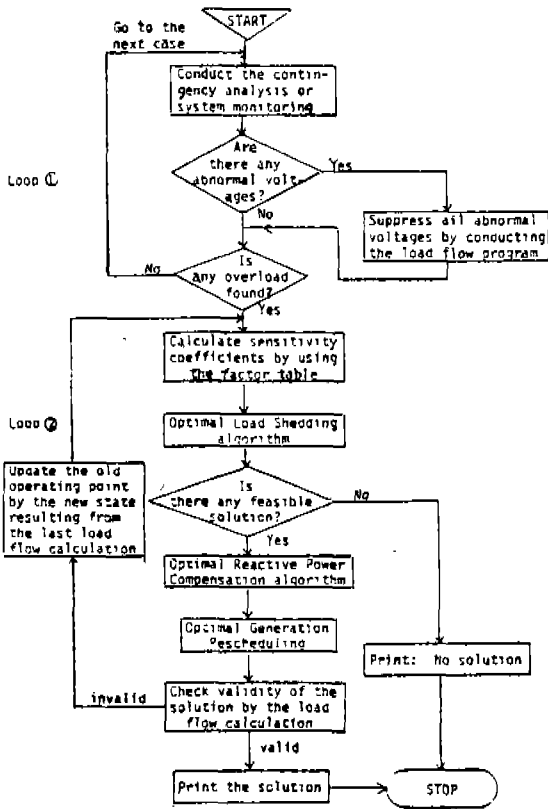 Go to the
next case
START
Conduct the contin-
gency analysis or
system monitoring
Are
there any
abnormal volt-
ages?
Yes
No
Loop ①
Suppress all abnormal
voltages by conducting
the load flow program
Is
any overload
found?
No
Yes
Calculate sensitivity
coefficients by using
the factor table
Loop ②
Optimal Load Shedding
algorithm
Update the old
operating point
by the new state
resulting from
the last load
flow calculation
Is
there any feasible
solution?
No
Yes
Optimal Reactive Power
Compensation algorithm
Optimal Generation
Rescheduling
Print: No solution
invalid
Check validity of the
solution by the load
flow calculation
valid
Print the solution
STOP